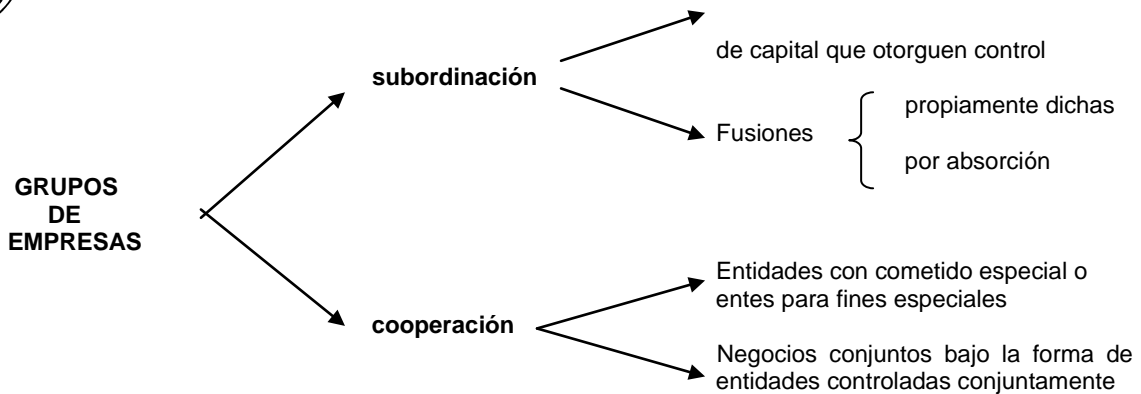 de capital que otorguen control
subordinación
propiamente dichas
Fusiones
por absorción
GRUPOS
DE
EMPRESAS
Entidades con cometido especial o
entes para fines especiales
cooperación
Negocios conjuntos bajo la forma de
entidades controladas conjuntamente